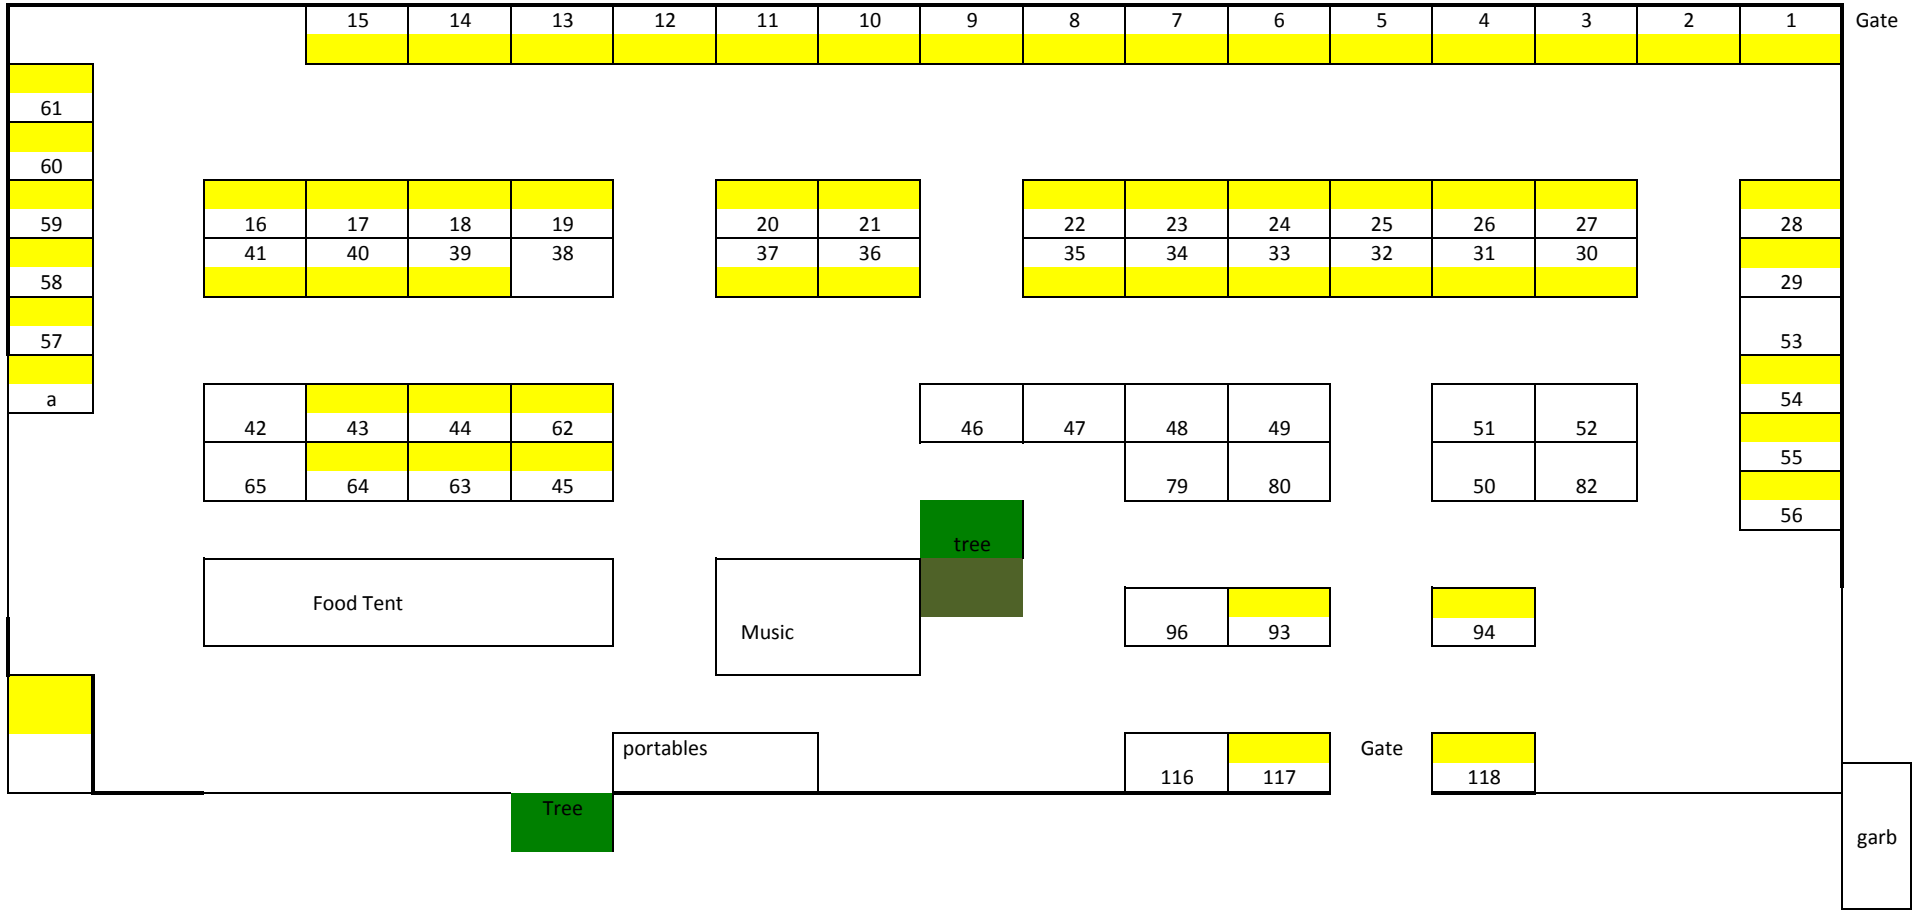 15 14 13 12 11 10 9 8 7 6 5 4 3 2 1 Gate
61
60
59 16 17 18 19 20 21 22 23 24 25 26 27 28
41 40 39 38 37 36 35 34 33 32 31 30
58 29
57 53
a 54
42 43 44 62 46 47 48 49 51 52
55
65 64 63 45 79 80 50 82
56
tree
Food Tent
Music 96 93 94
portables Gate
116 117 118
Tree
garb